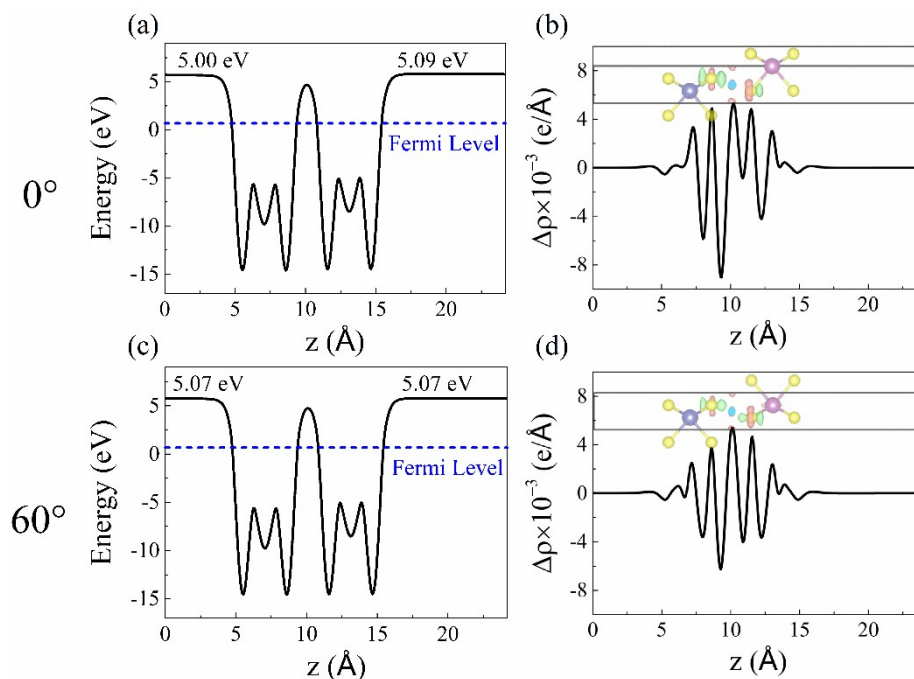 (a)
5.00 eV
5.09 eV
Fermi Level
Energy (eV)
5
0
-5
-10
-15
0
5
10
15
20
z (Å)
(b)
Δρ×10⁻³ (e/Å)
8
4
0
-4
-8
0
5
10
15
20
z (Å)
0°
(c)
5.07 eV
5.07 eV
Fermi Level
Energy (eV)
5
0
-5
-10
-15
0
5
10
15
20
z (Å)
(d)
Δρ×10⁻³ (e/Å)
8
4
0
-4
-8
0
5
10
15
20
z (Å)
60°